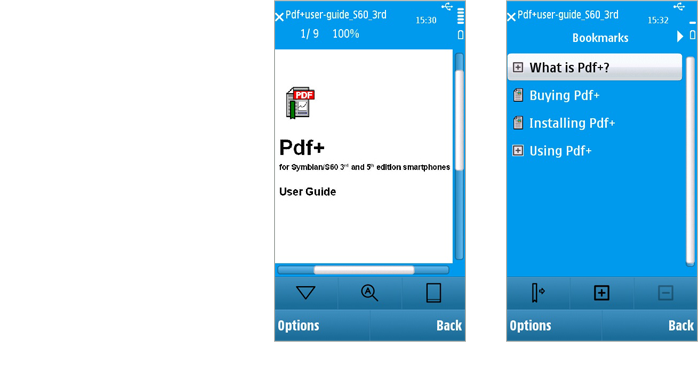 Pdf+user-guide_S60_3rd
15:30
1/ 9 100%
PDF
Pdf+
for Symbian/S60 3rd and 5th edition smartphones
User Guide
Options Back
Pdf+user-guide_S60_3rd
15:32
Bookmarks
What is Pdf+?
Buying Pdf+
Installing Pdf+
Using Pdf+
Options Back